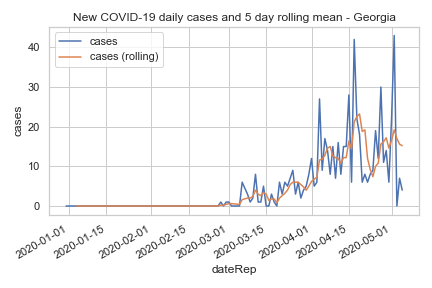 New COVID-19 daily cases and 5 day rolling mean - Georgia
cases
cases (rolling)
40
30
20
10
0
cases
2020-01-01
2020-01-15
2020-02-01
2020-02-15
2020-03-01
2020-03-15
2020-04-01
2020-04-15
2020-05-01
dateRep